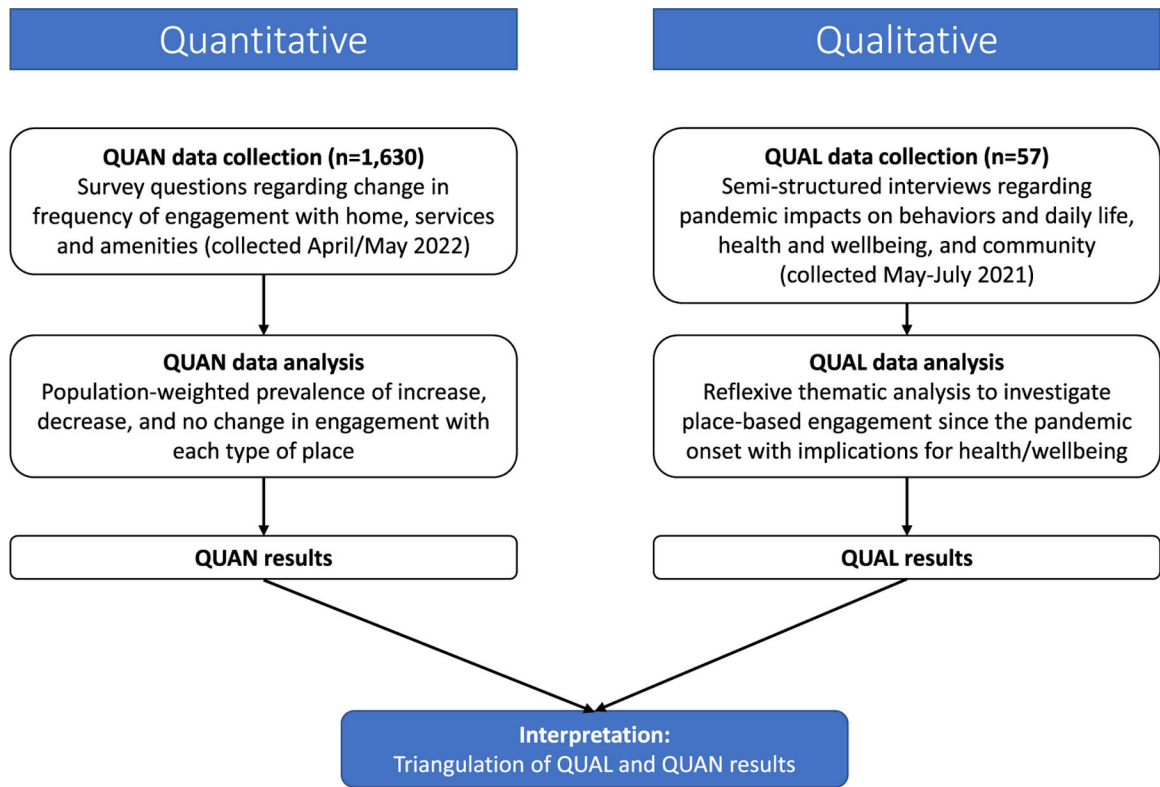 Quantitative
QUAN data collection (n=1,630)
Survey questions regarding change in
frequency of engagement with home, services
and amenities (collected April/May 2022)
QUAN data analysis
Population-weighted prevalence of increase,
decrease, and no change in engagement with
each type of place
QUAN results
Qualitative
QUAL data collection (n=57)
Semi-structured interviews regarding
pandemic impacts on behaviors and daily life,
health and wellbeing, and community
(collected May-July 2021)
QUAL data analysis
Reflexive thematic analysis to investigate
place-based engagement since the pandemic
onset with implications for health/wellbeing
QUAL results
Interpretation:
Triangulation of QUAL and QUAN results